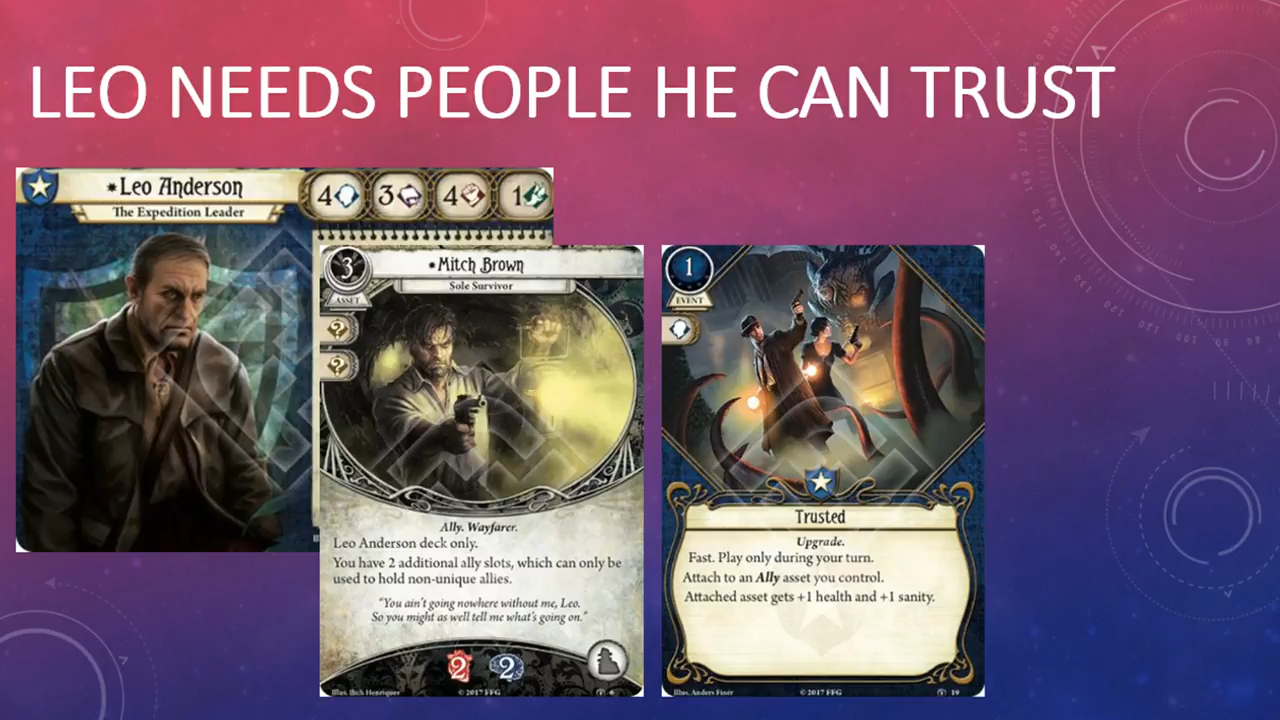 LEO NEEDS PEOPLE HE CAN TRUST
Leo Anderson
The Expedition Leader
4 3 4 1
3
Mitch Brown
Sole Survivor
ASSET
Ally. Wayfarer.
Leo Anderson deck only.
You have 2 additional ally slots, which can only be
used to hold non-unique allies.
"You ain't going nowhere without me, Leo.
So you might as well tell me what's going on."
2 2
Illus. Ilich Henriquez © 2017 FFG 6
1
EVENT
Trusted
Upgrade.
Fast. Play only during your turn.
Attach to an Ally asset you control.
Attached asset gets +1 health and +1 sanity.
Illus. Anders Finér © 2017 FFG 19